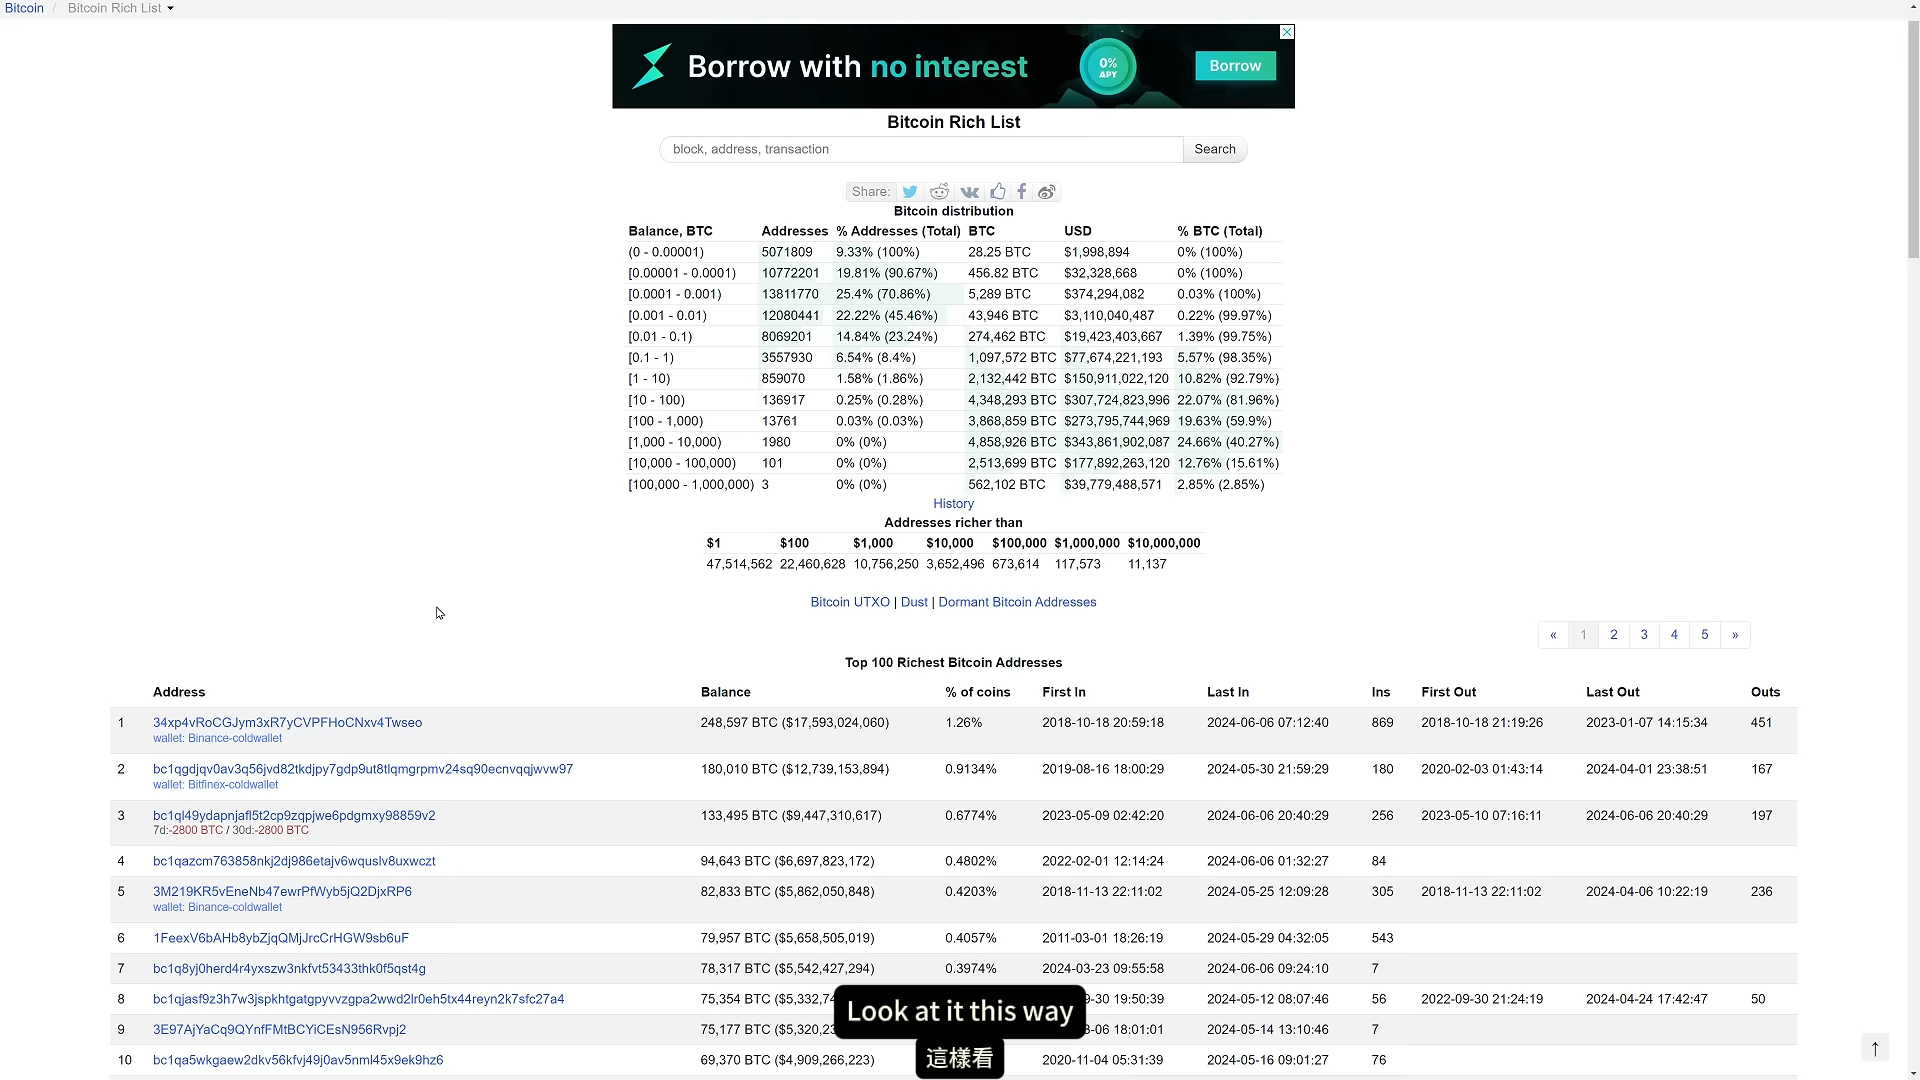 Bitcoin / Bitcoin Rich List
Borrow with no interest 0% APY Borrow
Bitcoin Rich List
block, address, transaction Search
Share:
Bitcoin distribution
Balance, BTC Addresses % Addresses (Total) BTC USD % BTC (Total)
(0 - 0.00001) 5071809 9.33% (100%) 28.25 BTC $1,998,894 0% (100%)
[0.00001 - 0.0001) 10772201 19.81% (90.67%) 456.82 BTC $32,328,668 0% (100%)
[0.0001 - 0.001) 13811770 25.4% (70.86%) 5,289 BTC $374,294,082 0.03% (100%)
[0.001 - 0.01) 12080441 22.22% (45.46%) 43,946 BTC $3,110,040,487 0.22% (99.97%)
[0.01 - 0.1) 8069201 14.84% (23.24%) 274,462 BTC $19,423,403,667 1.39% (99.75%)
[0.1 - 1) 3557930 6.54% (8.4%) 1,097,572 BTC $77,674,221,193 5.57% (98.35%)
[1 - 10) 859070 1.58% (1.86%) 2,132,442 BTC $150,911,022,120 10.82% (92.79%)
[10 - 100) 136917 0.25% (0.28%) 4,348,293 BTC $307,724,823,996 22.07% (81.96%)
[100 - 1,000) 13761 0.03% (0.03%) 3,868,859 BTC $273,795,744,969 19.63% (59.9%)
[1,000 - 10,000) 1980 0% (0%) 4,858,926 BTC $343,861,902,087 24.66% (40.27%)
[10,000 - 100,000) 101 0% (0%) 2,513,699 BTC $177,892,263,120 12.76% (15.61%)
[100,000 - 1,000,000) 3 0% (0%) 562,102 BTC $39,779,488,571 2.85% (2.85%)
History
Addresses richer than
$1 $100 $1,000 $10,000 $100,000 $1,000,000 $10,000,000
47,514,562 22,460,628 10,756,250 3,652,496 673,614 117,573 11,137
Bitcoin UTXO | Dust | Dormant Bitcoin Addresses
« 1 2 3 4 5 »
Top 100 Richest Bitcoin Addresses
Address Balance % of coins First In Last In Ins First Out Last Out Outs
1 34xp4vRoCGJym3xR7yCVPFHoCNxv4Twseo 248,597 BTC ($17,593,024,060) 1.26% 2018-10-18 20:59:18 2024-06-06 07:12:40 869 2018-10-18 21:19:26 2023-01-07 14:15:34 451
wallet: Binance-coldwallet
2 bc1qgdjqv0av3q56jvd82tkdjpy7gdp9ut8tlqmgrpmv24sq90ecnvqqjwvw97 180,010 BTC ($12,739,153,894) 0.9134% 2019-08-16 18:00:29 2024-05-30 21:59:29 180 2020-02-03 01:43:14 2024-04-01 23:38:51 167
wallet: Bitfinex-coldwallet
3 bc1ql49ydapnjafl5t2cp9zqpjwe6pdgmxy98859v2 133,495 BTC ($9,447,310,617) 0.6774% 2023-05-09 02:42:20 2024-06-06 20:40:29 256 2023-05-10 07:16:11 2024-06-06 20:40:29 197
7d:-2800 BTC / 30d:-2800 BTC
4 bc1qazcm763858nkj2dj986etajv6wquslv8uxwczt 94,643 BTC ($6,697,823,172) 0.4802% 2022-02-01 12:14:24 2024-06-06 01:32:27 84
5 3M219KR5vEneNb47ewrPfWyb5jQ2DjxRP6 82,833 BTC ($5,862,050,848) 0.4203% 2018-11-13 22:11:02 2024-05-25 12:09:28 305 2018-11-13 22:11:02 2024-04-06 10:22:19 236
wallet: Binance-coldwallet
6 1FeexV6bAHb8ybZjqQMjJrcCrHGW9sb6uF 79,957 BTC ($5,658,505,019) 0.4057% 2011-03-01 18:26:19 2024-05-29 04:32:05 543
7 bc1q8yj0herd4r4yxszw3nkfvt53433thk0f5qst4g 78,317 BTC ($5,542,427,294) 0.3974% 2024-03-23 09:55:58 2024-06-06 09:24:10 7
8 bc1qjasf9z3h7w3jspkhtgatgpyvvzgpa2wwd2lr0eh5tx44reyn2k7sfc27a4 75,354 BTC ($5,332,74 -30 19:50:39 2024-05-12 08:07:46 56 2022-09-30 21:24:19 2024-04-24 17:42:47 50
9 3E97AjYaCq9QYnfFMtBCYiCEsN956Rvpj2 75,177 BTC ($5,320,23 -06 18:01:01 2024-05-14 13:10:46 7
10 bc1qa5wkgaew2dkv56kfvj49j0av5nml45x9ek9hz6 69,370 BTC ($4,909,266,223) 2020-11-04 05:31:39 2024-05-16 09:01:27 76
Look at it this way
這樣看